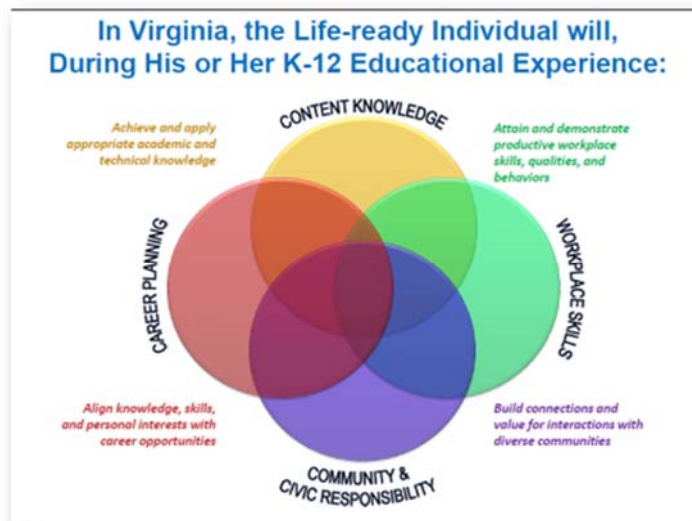 In Virginia, the Life-ready Individual will,
During His or Her K-12 Educational Experience:
CONTENT KNOWLEDGE
Achieve and apply
appropriate academic and
technical knowledge
Attain and demonstrate
productive workplace
skills, qualities, and
behaviors
CAREER PLANNING
WORKPLACE SKILLS
Align knowledge, skills,
and personal interests with
career opportunities
Build connections and
value for interactions with
diverse communities
COMMUNITY &
CIVIC RESPONSIBILITY